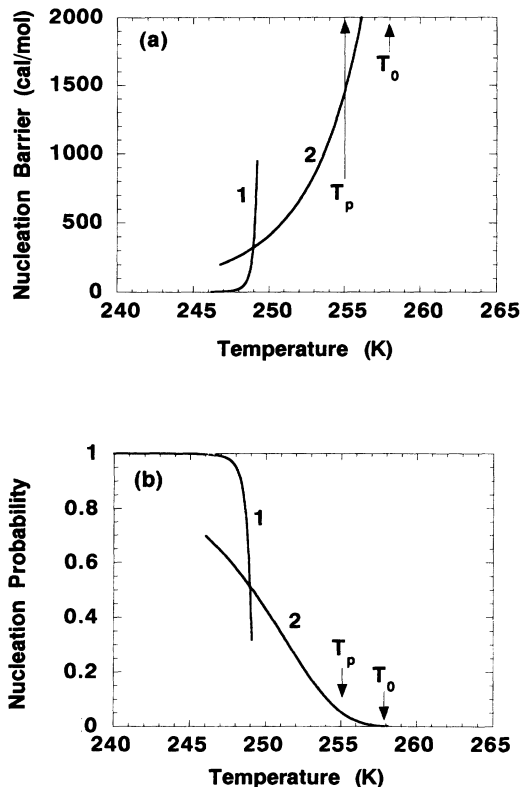 Nucleation Barrier (cal/mol)
2000
1500
1000
500
0
(a)
1
2
Tp
T0
240 245 250 255 260 265
Temperature (K)
Nucleation Probability
1
0.8
0.6
0.4
0.2
0
(b)
1
2
Tp
T0
240 245 250 255 260 265
Temperature (K)